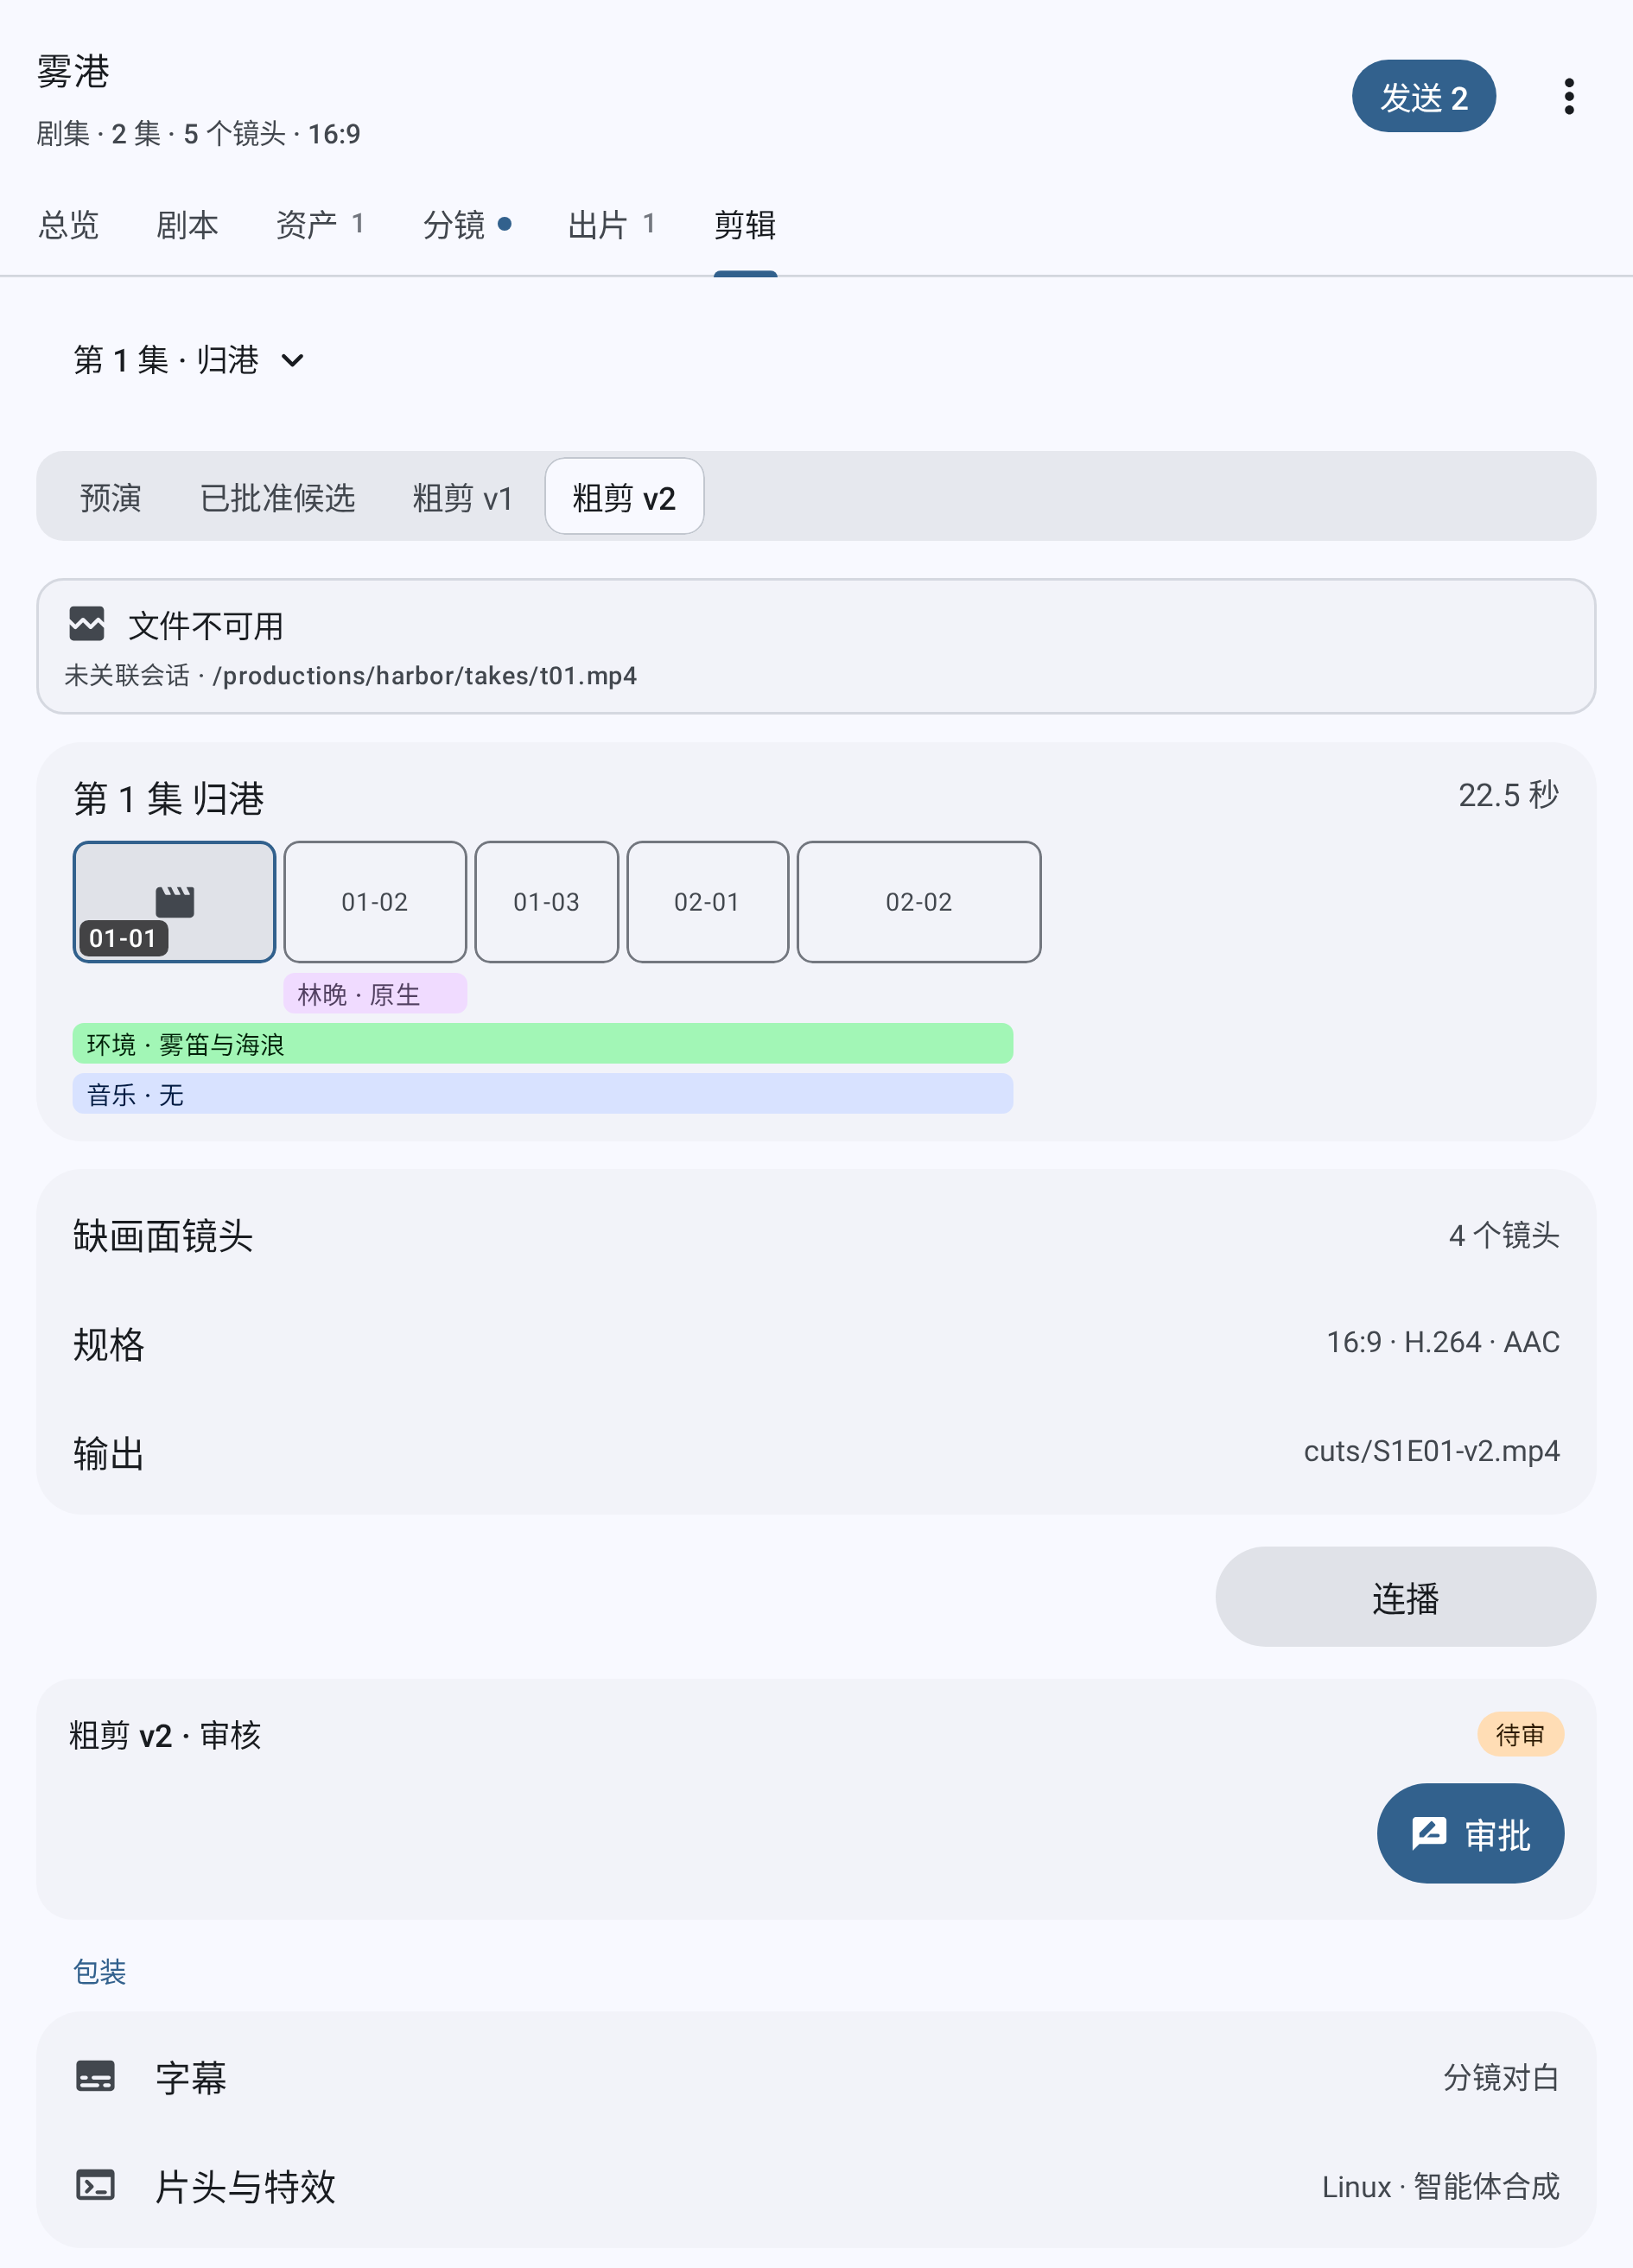 雾港
发送 2
剧集 · 2 集 · 5 个镜头 · 16:9
总览 剧本 资产 1 分镜 出片 1 剪辑
第 1 集 · 归港
预演 已批准候选 粗剪 v1 粗剪 v2
文件不可用
未关联会话 · /productions/harbor/takes/t01.mp4
第 1 集 归港 22.5 秒
01-01 01-02 01-03 02-01 02-02
林晚 · 原生
环境 · 雾笛与海浪
音乐 · 无
缺画面镜头 4 个镜头
规格 16:9 · H.264 · AAC
输出 cuts/S1E01-v2.mp4
连播
粗剪 v2 · 审核 待审
审批
包装
字幕 分镜对白
片头与特效 Linux · 智能体合成